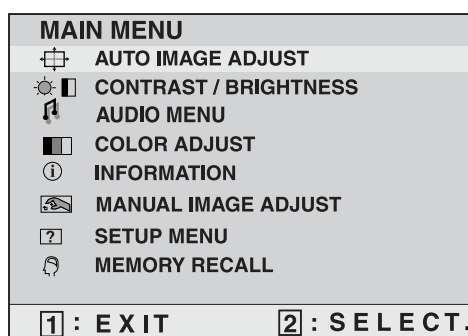 MAIN MENU
AUTO IMAGE ADJUST
CONTRAST / BRIGHTNESS
AUDIO MENU
COLOR ADJUST
INFORMATION
MANUAL IMAGE ADJUST
? SETUP MENU
MEMORY RECALL
1 : EXIT 2 : SELECT.